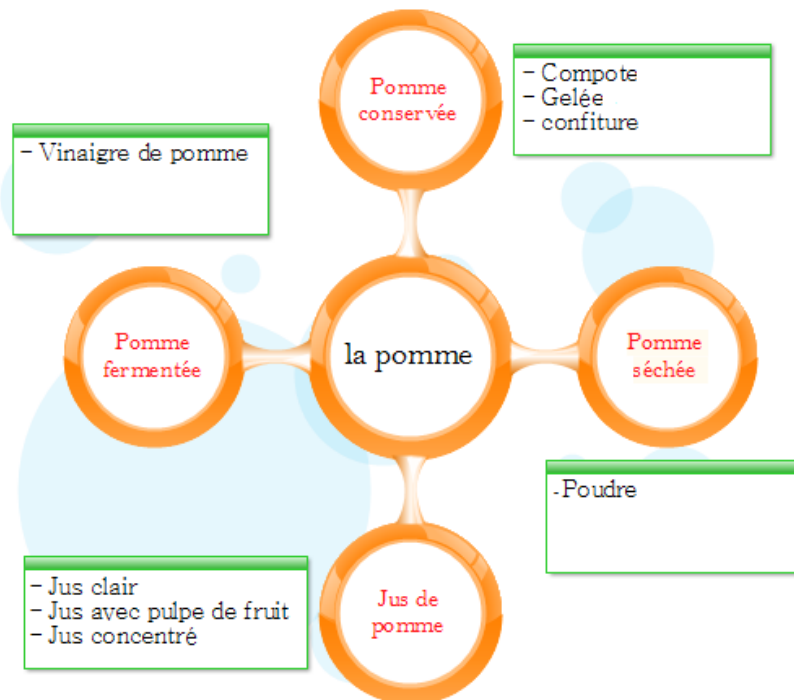 Pomme
conservée
- Compote
- Gelée
- confiture
- Vinaigre de pomme
Pomme
fermentée
la pomme
Pomme
séchée
-Poudre
- Jus clair
- Jus avec pulpe de fruit
- Jus concentré
Jus de
pomme